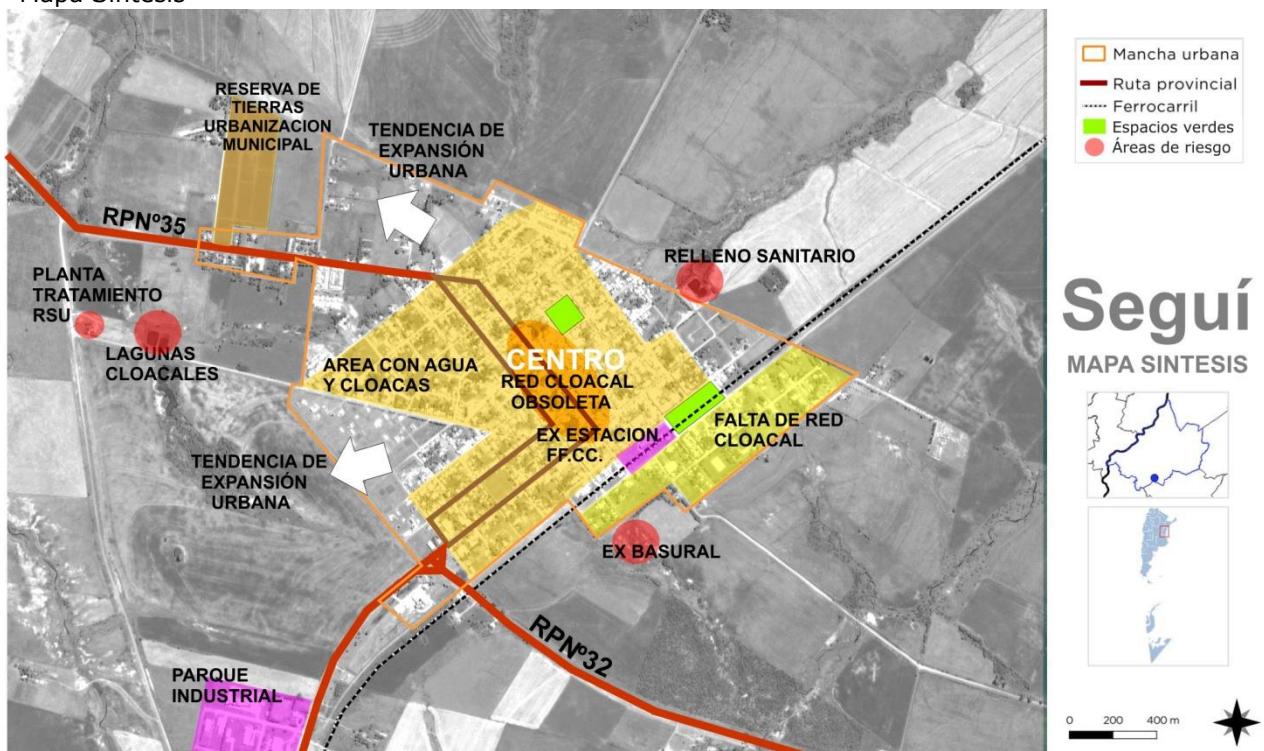 Mapa Síntesis
RESERVA DE
TIERRAS
URBANIZACION
MUNICIPAL
TENDENCIA DE
EXPANSIÓN
URBANA
RPNº35
PLANTA
TRATAMIENTO
RSU
LAGUNAS
CLOACALES
RELLENO SANITARIO
AREA CON AGUA
Y CLOACAS
CENTRO
RED CLOACAL
OBSOLETA
EX ESTACION
FF.CC.
FALTA DE RED
CLOACAL
TENDENCIA DE
EXPANSIÓN
URBANA
EX BASURAL
RPNº32
PARQUE
INDUSTRIAL
Mancha urbana
Ruta provincial
Ferrocarril
Espacios verdes
Áreas de riesgo
Seguí
MAPA SINTESIS
0 200 400 m